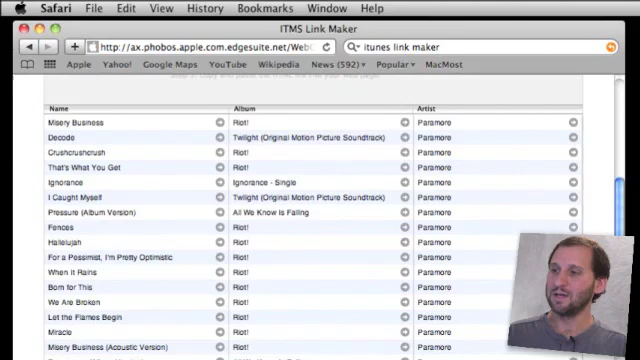 Safari File Edit View History Bookmarks Window Help
ITMS Link Maker
http://ax.phobos.apple.com.edgesuite.net/WebO itunes link maker
Apple Yahoo! Google Maps YouTube Wikipedia News (592) Popular MacMost
Name Album Artist
Misery Business Riot! Paramore
Decode Twilight (Original Motion Picture Soundtrack) Paramore
Crushcrushcrush Riot! Paramore
That's What You Get Riot! Paramore
Ignorance Ignorance - Single Paramore
I Caught Myself Twilight (Original Motion Picture Soundtrack) Paramore
Pressure (Album Version) All We Know Is Falling Paramore
Fences Riot! Paramore
Hallelujah Riot! Paramore
For a Pessimist, I'm Pretty Optimistic Riot! Paramore
When It Rains Riot! Paramore
Born for This Riot! Paramore
We Are Broken Riot! Paramore
Let the Flames Begin Riot! Paramore
Miracle Riot! Paramore
Misery Business (Acoustic Version) Riot! Paramore